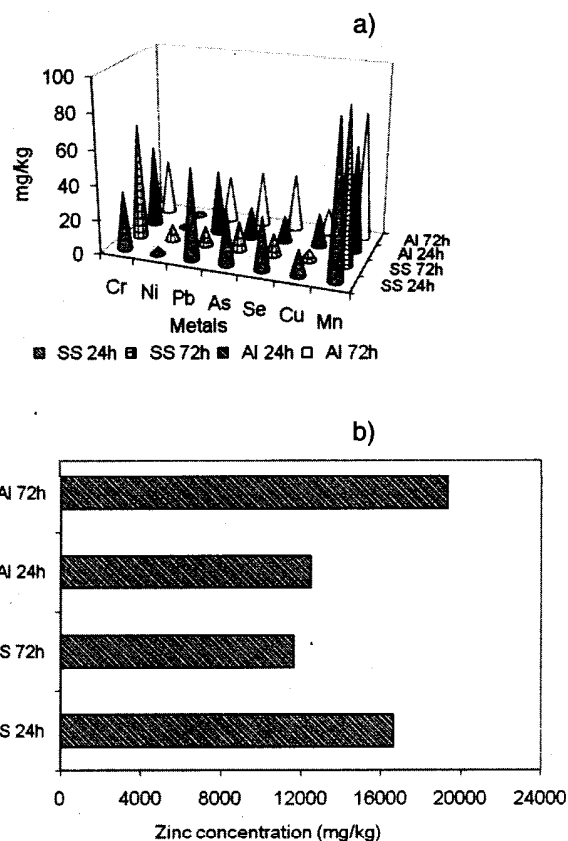 a)
100
80
60
40
20
0
mg/kg
Cr Ni Pb As Se Cu Mn
Metals
Al 72h
Al 24h
SS 72h
SS 24h
SS 24h SS 72h Al 24h Al 72h
b)
Al 72h
Al 24h
S 72h
S 24h
0 4000 8000 12000 16000 20000 24000
Zinc concentration (mg/kg)